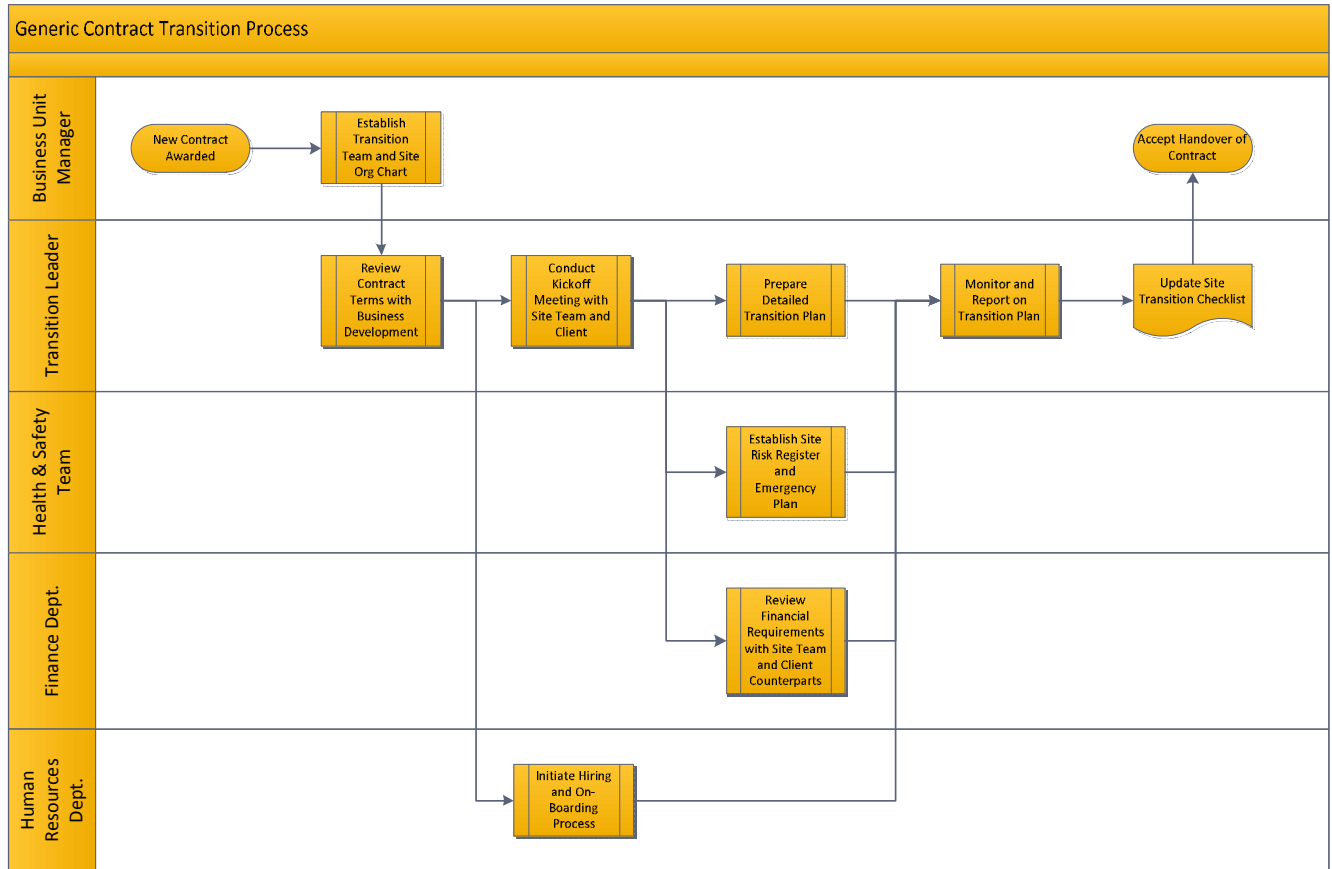 Generic Contract Transition Process
Business Unit
Manager
New Contract
Awarded
Establish
Transition
Team and Site
Org Chart
Accept Handover of
Contract
Transition Leader
Review
Contract
Terms with
Business
Development
Conduct
Kickoff
Meeting with
Site Team and
Client
Prepare
Detailed
Transition Plan
Monitor and
Report on
Transition Plan
Update Site
Transition Checklist
Health & Safety
Team
Establish Site
Risk Register
and
Emergency
Plan
Finance Dept.
Review
Financial
Requirements
with Site Team
and Client
Counterparts
Human
Resources
Dept.
Initiate Hiring
and On-
Boarding
Process